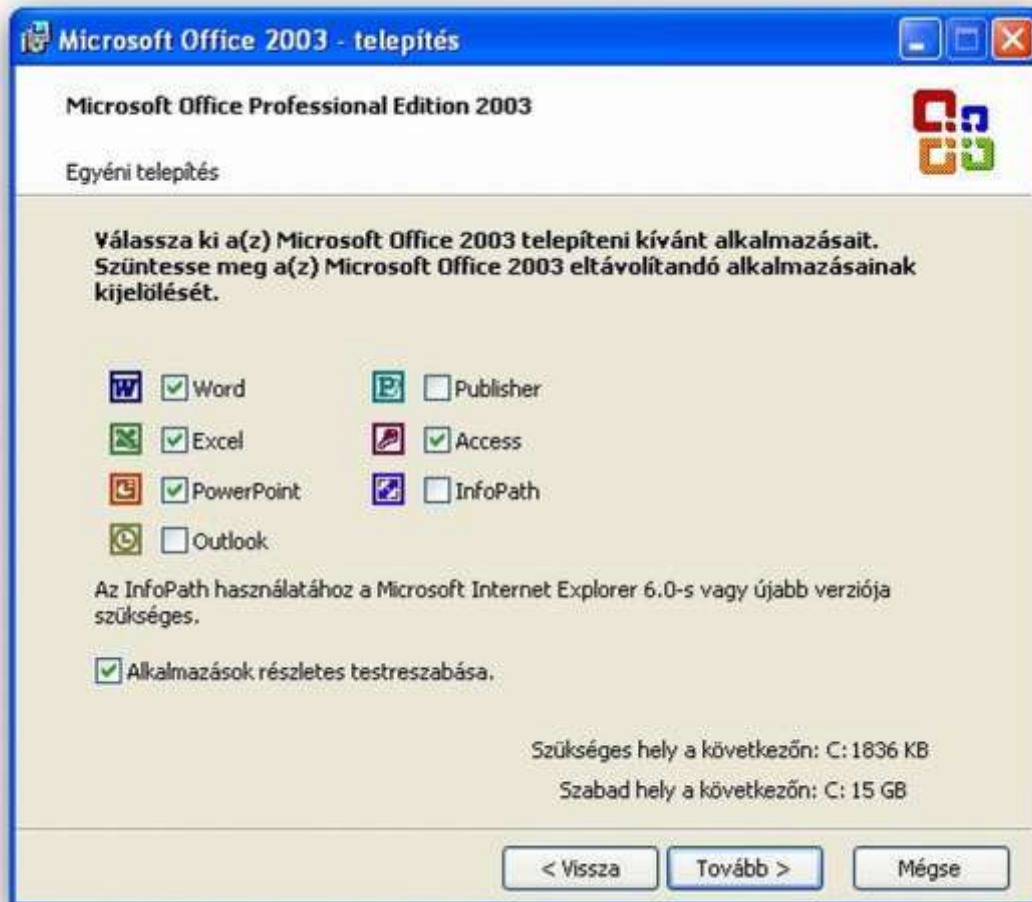 Microsoft Office 2003 - telepítés
Microsoft Office Professional Edition 2003
Egyéni telepítés
Válassza ki a(z) Microsoft Office 2003 telepíteni kívánt alkalmazásait.
Szüntesse meg a(z) Microsoft Office 2003 eltávolítandó alkalmazásainak
kijelölését.
Word
Publisher
Excel
Access
PowerPoint
InfoPath
Outlook
Az InfoPath használatához a Microsoft Internet Explorer 6.0-s vagy újabb verziója
szükséges.
Alkalmazások részletes testreszabása.
Szükséges hely a következőn: C: 1836 KB
Szabad hely a következőn: C: 15 GB
< Vissza
Tovább >
Mégse